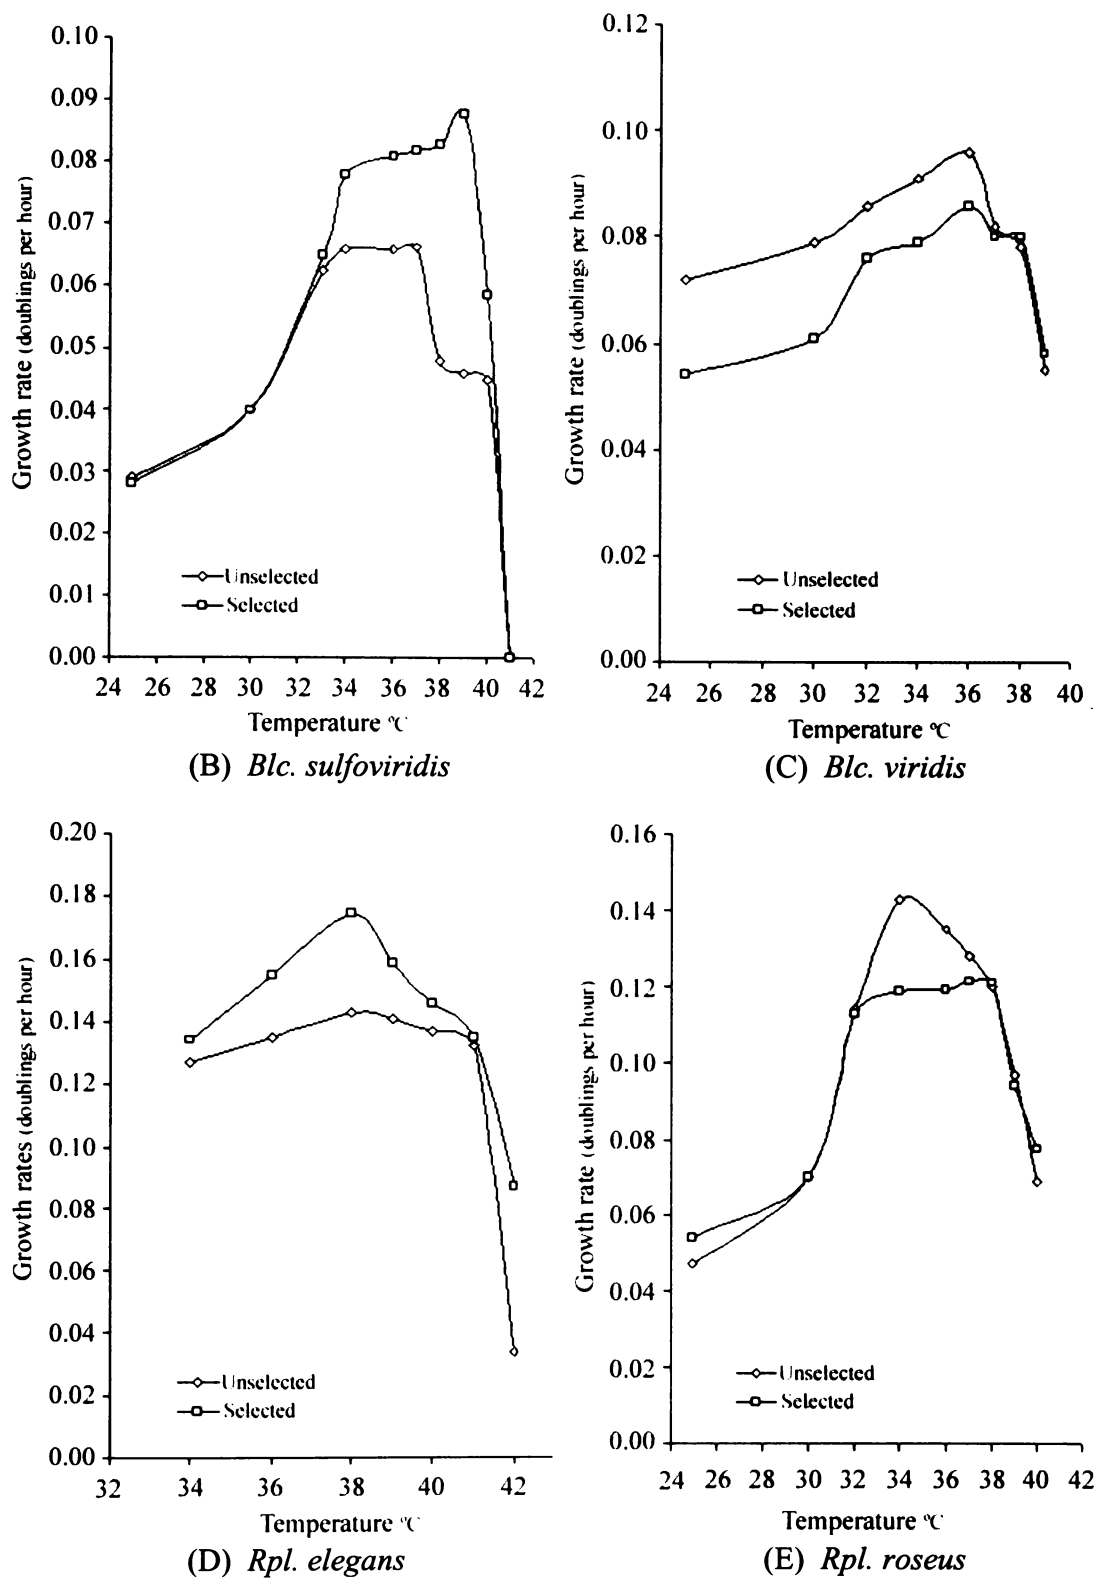 0.10
0.09
0.08
0.07
0.06
0.05
0.04
0.03
0.02
0.01
0.00
Growth rate (doublings per hour)
Unselected
Selected
24 26 28 30 32 34 36 38 40 42
Temperature °C
(B) Blc. sulfoviridis
0.12
0.10
0.08
0.06
0.04
0.02
0.00
Growth rate (doublings per hour)
Unselected
Selected
24 26 28 30 32 34 36 38 40
Temperature °C
(C) Blc. viridis
0.20
0.18
0.16
0.14
0.12
0.10
0.08
0.06
0.04
0.02
0.00
Growth rates (doublings per hour)
Unselected
Selected
32 34 36 38 40 42
Temperature °C
(D) Rpl. elegans
0.16
0.14
0.12
0.10
0.08
0.06
0.04
0.02
0.00
Growth rate (doublings per hour)
Unselected
Selected
24 26 28 30 32 34 36 38 40 42
Temperature °C
(E) Rpl. roseus